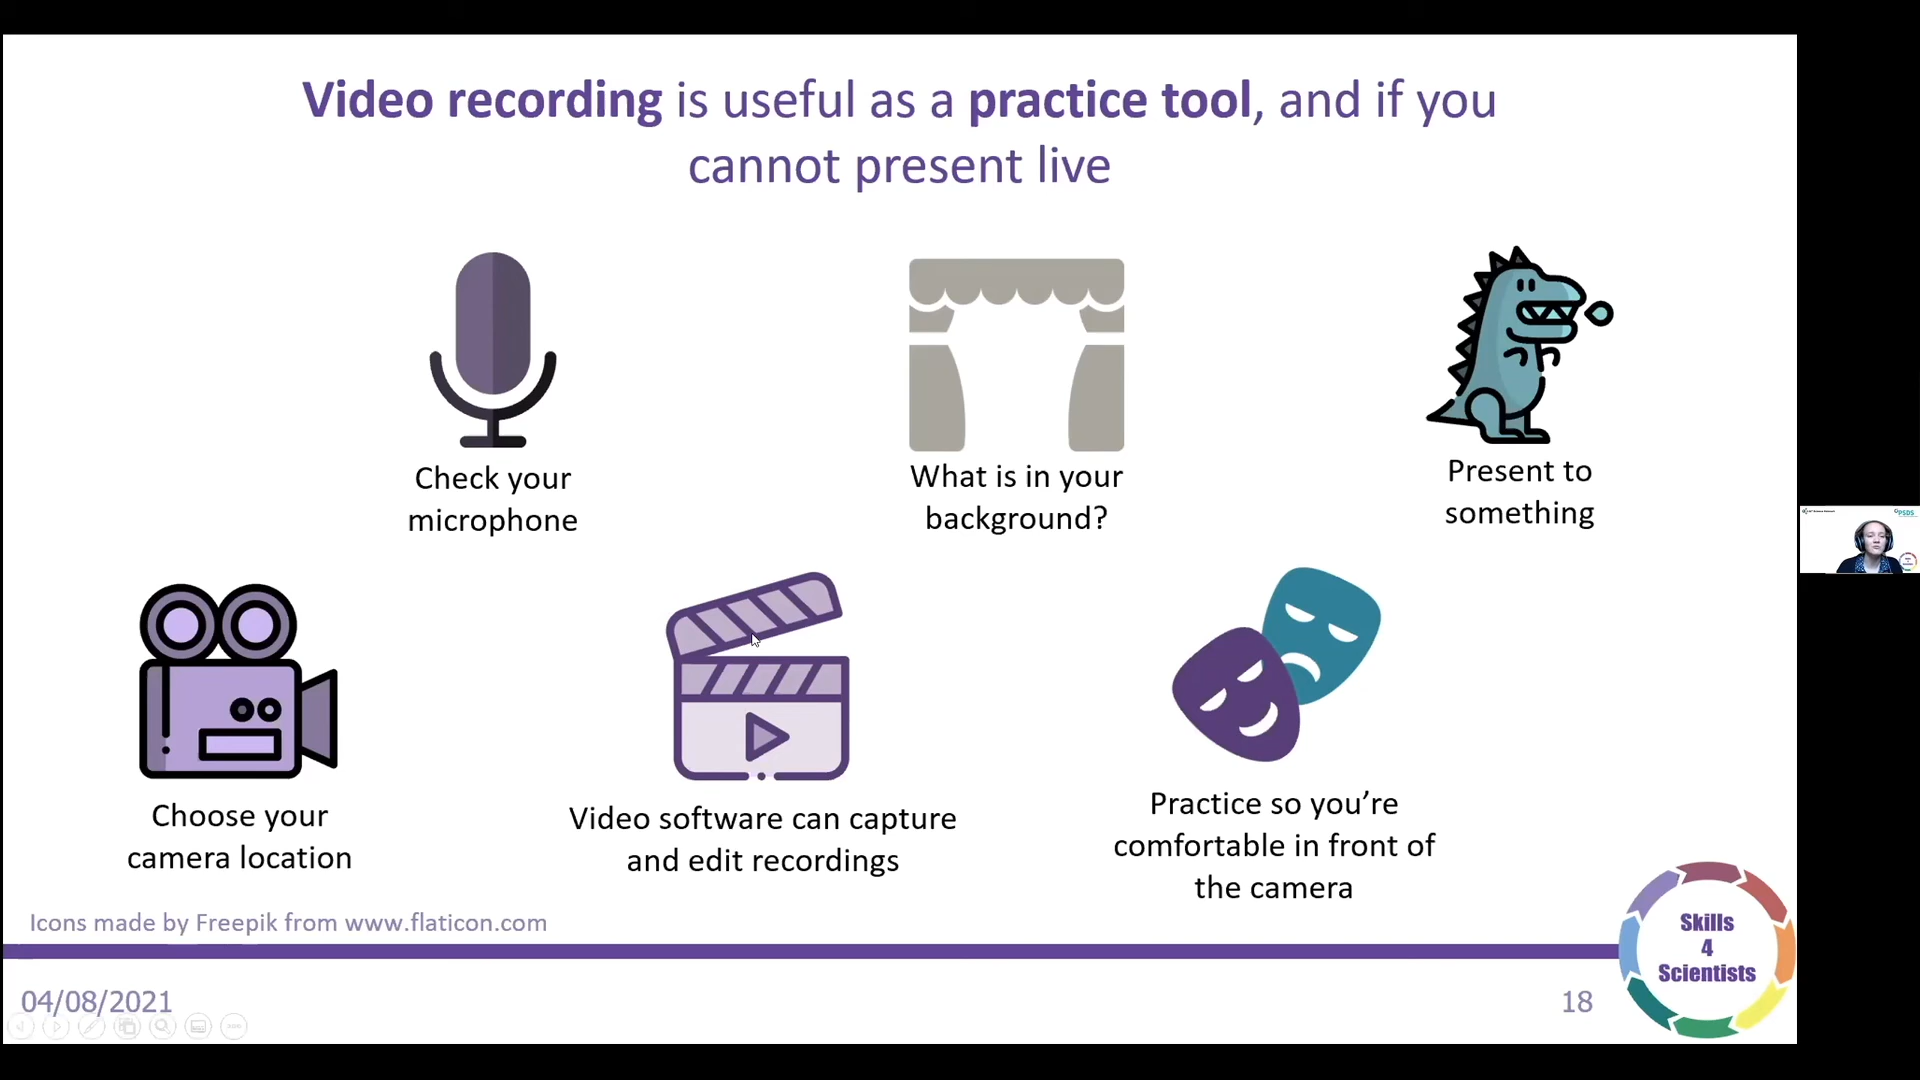 Video recording is useful as a practice tool, and if you
cannot present live
Check your
microphone
What is in your
background?
Present to
something
Choose your
camera location
Video software can capture
and edit recordings
Practice so you’re
comfortable in front of
the camera
Icons made by Freepik from www.flaticon.com
Skills
4
Scientists
04/08/2021
18
PSDS